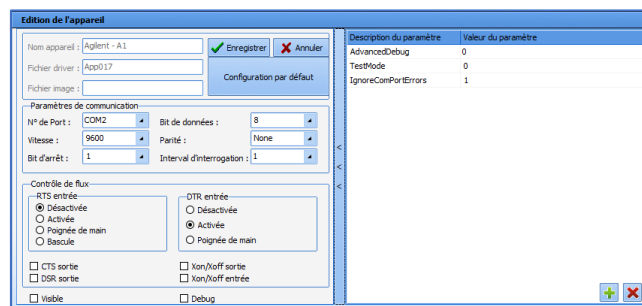 Edition de l'appareil
Nom appareil : Agilent - A1
Enregistrer
Annuler
Fichier driver : App017
Configuration par défaut
Fichier image :
Paramètres de communication
N° de Port : COM2
Bit de données : 8
Vitesse : 9600
Parité : None
Bit d'arrêt : 1
Interval d'interrogation : 1
Contrôle de flux
RTS entrée
Désactivée
Activée
Poignée de main
Bascule
DTR entrée
Désactivée
Activée
Poignée de main
CTS sortie
Xon/Xoff sortie
DSR sortie
Xon/Xoff entrée
Visible
Debug
<
<
<
Description du paramètre Valeur du paramètre
AdvancedDebug 0
TestMode 0
IgnoreComPortErrors 1